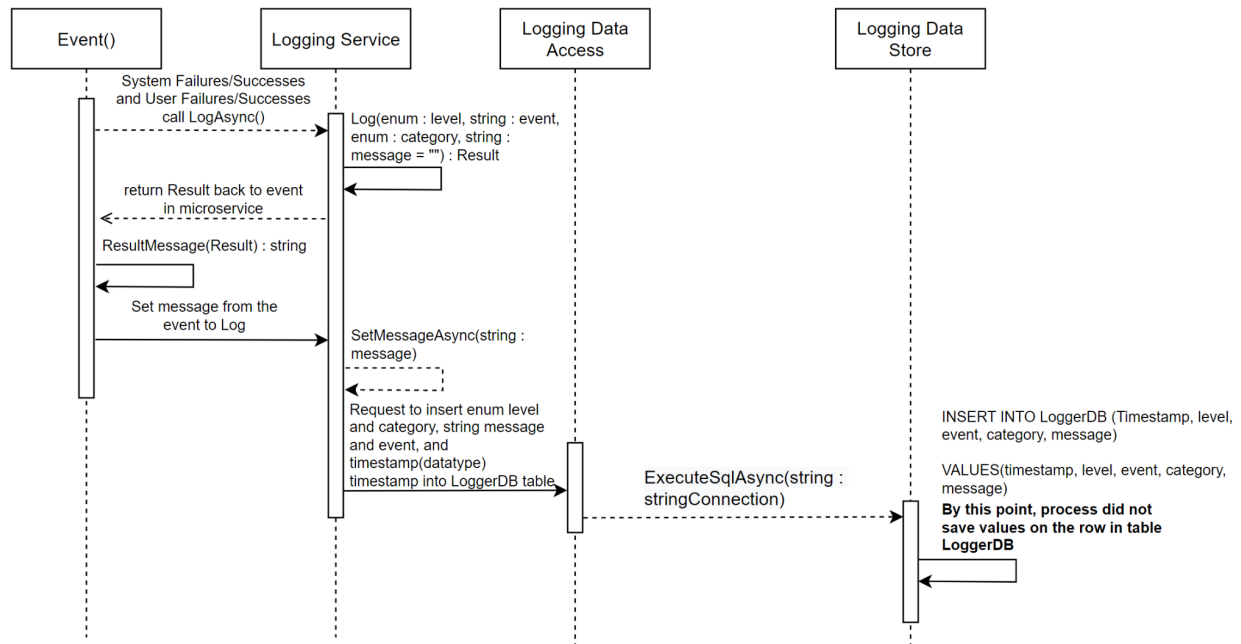 Event()
Logging Service
Logging Data
Access
Logging Data
Store
System Failures/Successes
and User Failures/Successes
call LogAsync()
Log(enum : level, string : event,
enum : category, string :
message = "") : Result
return Result back to event
in microservice
ResultMessage(Result) : string
Set message from the
event to Log
SetMessageAsync(string :
message)
Request to insert enum level
and category, string message
and event, and
timestamp(datatype)
timestamp into LoggerDB table
ExecuteSqlAsync(string :
stringConnection)
INSERT INTO LoggerDB (Timestamp, level,
event, category, message)
VALUES(timestamp, level, event, category,
message)
By this point, process did not
save values on the row in table
LoggerDB